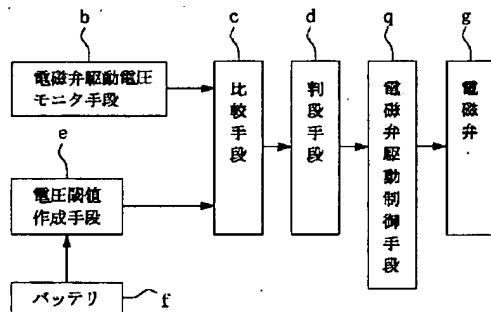 b
c
d
q
g
電磁弁駆動電圧
モニタ手段
比較手段
判段手段
電磁弁駆動制御手段
電磁弁
e
電圧閾値
作成手段
バッテリ
f